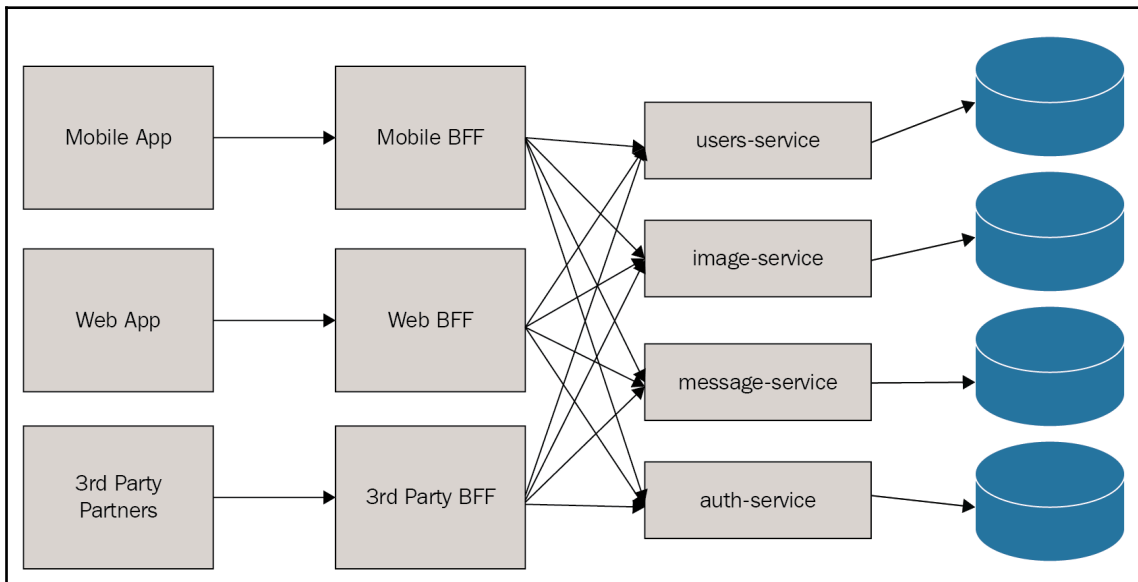 Mobile App
Mobile BFF
users-service
image-service
Web App
Web BFF
message-service
3rd Party
Partners
3rd Party BFF
auth-service